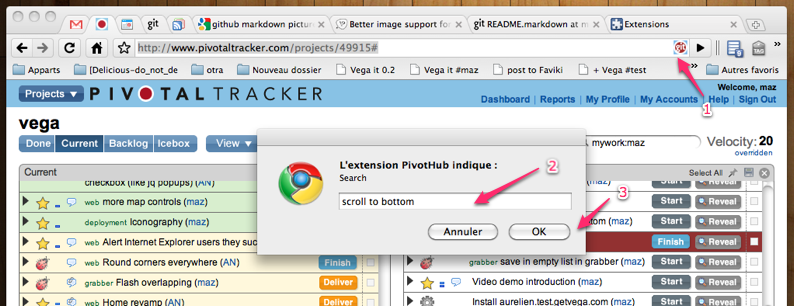 git
github markdown picture
Better image support for
git README.markdown at m
Extensions
http://www.pivotaltracker.com/projects/49915#
Apparts
[Delicious-do_not_de
otra
Nouveau dossier
Vega it 0.2
Vega it #maz
post to Faviki
+ Vega #test
»
Autres favoris
1
Projects ▼
PIVOTAL TRACKER
Welcome, maz
Dashboard | Reports | My Profile | My Accounts | Help | Sign Out
vega
Done Current Backlog Icebox View ▼
mywork:maz
Velocity: 20
overridden
Current
Select All
checkbox (like jq popups) (AN)
web more map controls (maz)
deployment Iconography (maz)
web Alert Internet Explorer users they suc
web Round corners everywhere (AN) Finish
grabber Flash overlapping (maz) Deliver
web Home revamp (AN) Deliver
L'extension PivotHub indique :
Search
scroll to bottom
Annuler OK
2
3
Start Reveal
Start Reveal
tom (maz) Start Reveal
Finish Reveal
grabber save in empty list in grabber (maz) Start Reveal
Video demo introduction (maz) Start Reveal
Install aurelien.test.getvega.com (maz) Start Reveal